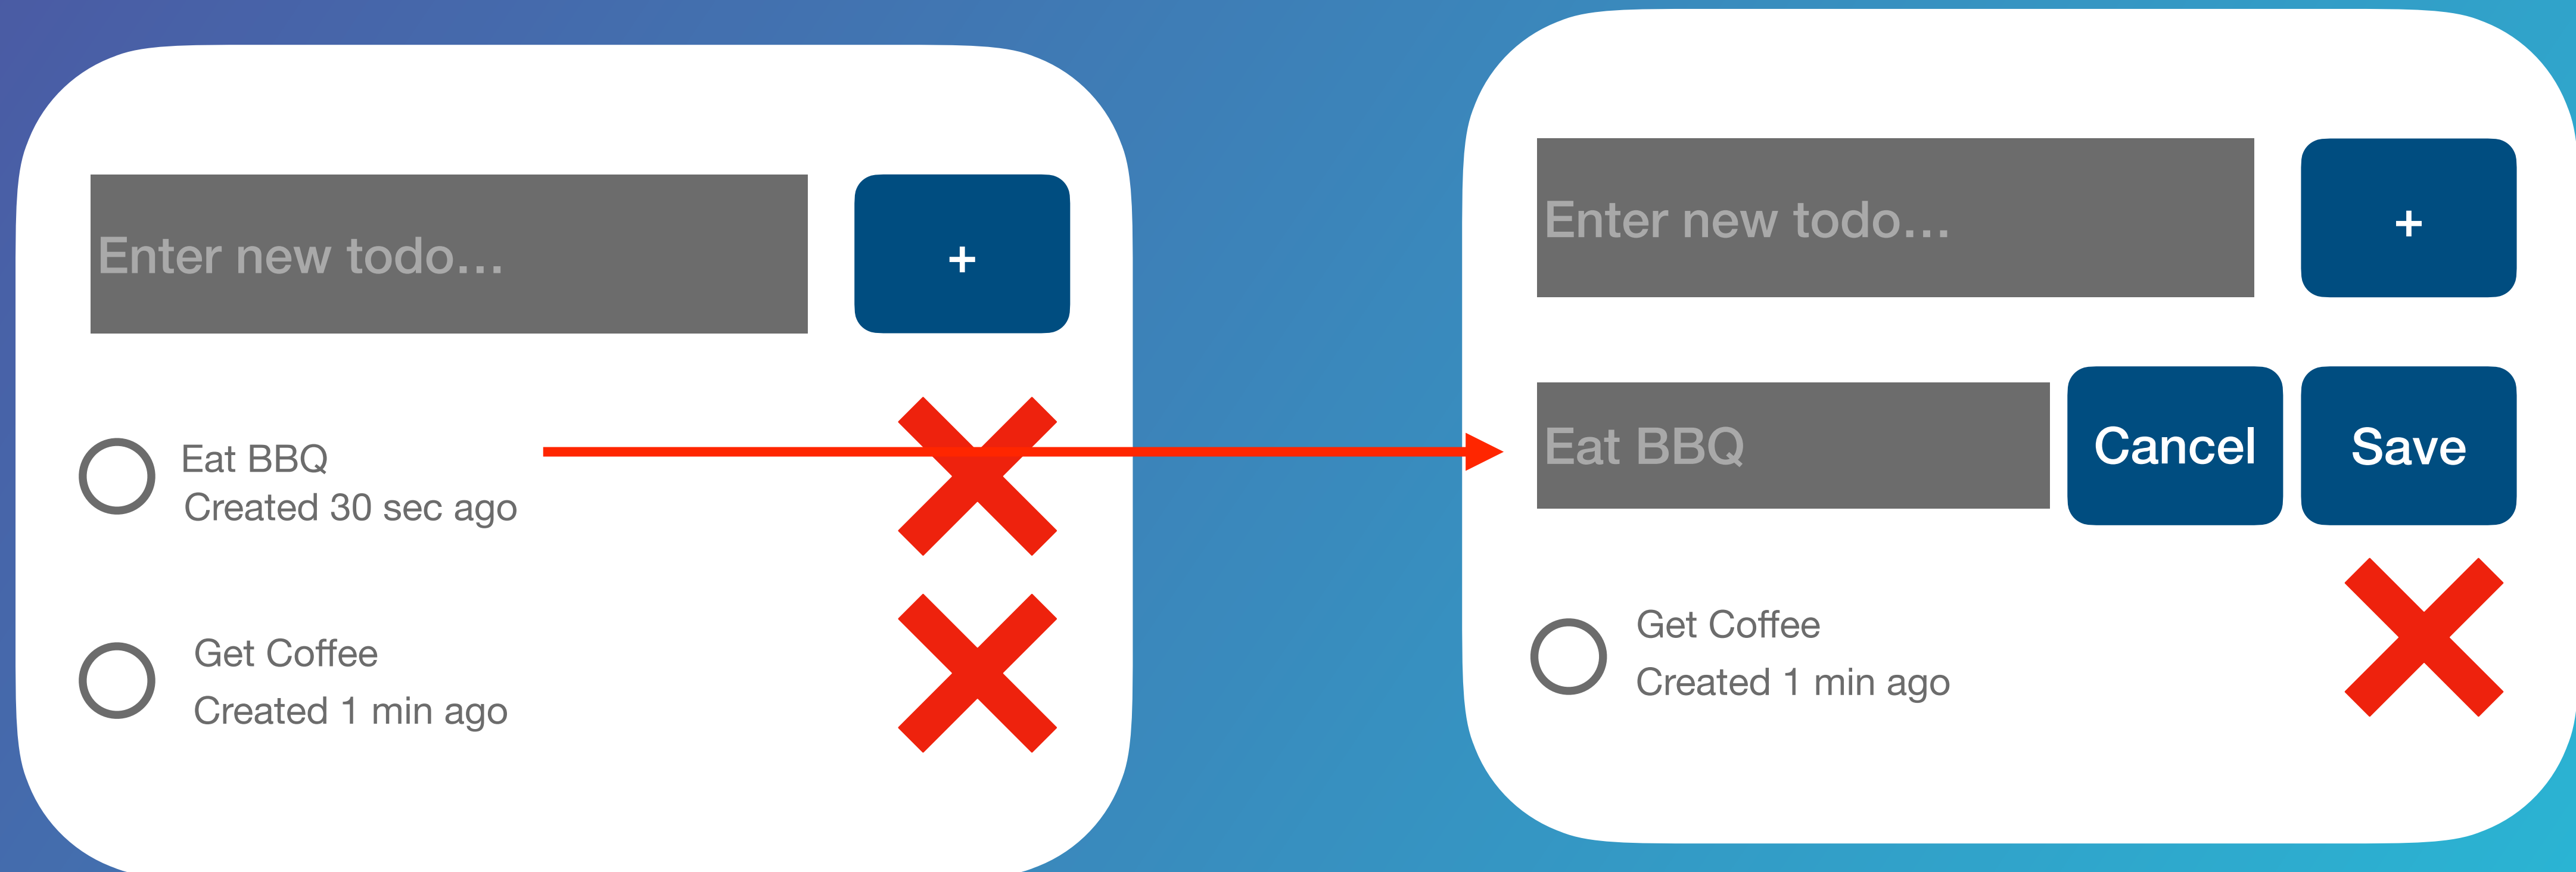 Enter new todo...
+
Eat BBQ
Created 30 sec ago
Get Coffee
Created 1 min ago
Enter new todo...
+
Eat BBQ
Cancel
Save
Get Coffee
Created 1 min ago